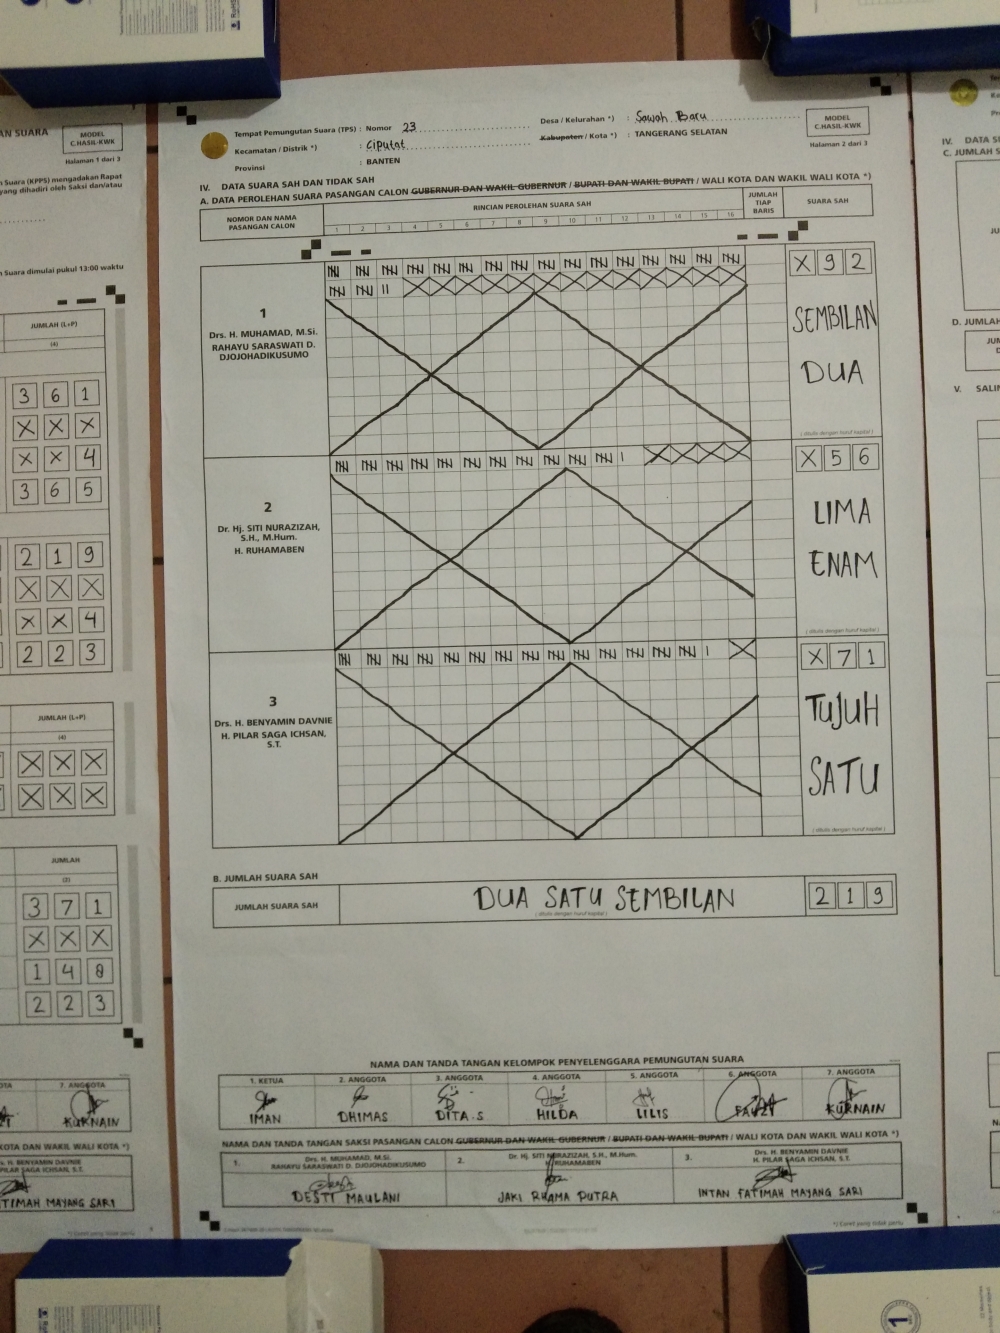 AN SUARA
MODEL
C.HASIL-KWK
Halaman 1 dari 3
Suara (KPPS) mengadakan Rapat
yang dihadiri oleh Saksi dan/atau
Suara dimulai pukul 13:00 waktu
JUMLAH (L+P)
(4)
3 6 1
X X X
X X 4
3 6 5
2 1 9
X X X
X X 4
2 2 3
JUMLAH (L+P)
(4)
X X X
X X X
JUMLAH
(2)
3 7 1
X X X
1 4 8
2 2 3
7. ANGGOTA
KURNAIN
KOTA DAN WAKIL WALI KOTA *)
H. BENYAMIN DAVNIE
PILAR SAGA ICHSAN, S.T.
TIMAH MAYANG SARI
Tempat Pemungutan Suara (TPS) : Nomor 23
Kecamatan / Distrik *) : Ciputat
Provinsi : BANTEN
Desa / Kelurahan *) : Sawah Baru
Kabupaten / Kota *) : TANGERANG SELATAN
MODEL
C.HASIL-KWK
Halaman 2 dari 3
IV. DATA SUARA SAH DAN TIDAK SAH
A. DATA PEROLEHAN SUARA PASANGAN CALON GUBERNUR DAN WAKIL GUBERNUR / BUPATI DAN WAKIL BUPATI / WALI KOTA DAN WAKIL WALI KOTA *)
NOMOR DAN NAMA
PASANGAN CALON
RINCIAN PEROLEHAN SUARA SAH
1 2 3 4 5 6 7 8 9 10 11 12 13 14 15 16
JUMLAH
TIAP
BARIS
SUARA SAH
1
Drs. H. MUHAMAD, M.Si.
RAHAYU SARASWATI D.
DJOJOHADIKUSUMO
X 9 2
SEMBILAN
DUA
( ditulis dengan huruf kapital )
2
Dr. Hj. SITI NURAZIZAH,
S.H., M.Hum.
H. RUHAMABEN
X 5 6
LIMA
ENAM
( ditulis dengan huruf kapital )
3
Drs. H. BENYAMIN DAVNIE
H. PILAR SAGA ICHSAN,
S.T.
X 7 1
TUJUH
SATU
( ditulis dengan huruf kapital )
B. JUMLAH SUARA SAH
JUMLAH SUARA SAH
DUA SATU SEMBILAN
( ditulis dengan huruf kapital )
2 1 9
NAMA DAN TANDA TANGAN KELOMPOK PENYELENGGARA PEMUNGUTAN SUARA
1. KETUA 2. ANGGOTA 3. ANGGOTA 4. ANGGOTA 5. ANGGOTA 6. ANGGOTA 7. ANGGOTA
IMAN DHIMAS DITA.S HILDA LILIS FAUZI KURNAIN
NAMA DAN TANDA TANGAN SAKSI PASANGAN CALON GUBERNUR DAN WAKIL GUBERNUR / BUPATI DAN WAKIL BUPATI / WALI KOTA DAN WAKIL WALI KOTA *)
1. Drs. H. MUHAMAD, M.Si.
RAHAYU SARASWATI D. DJOJOHADIKUSUMO
DESTI MAULANI
2. Dr. Hj. SITI NURAZIZAH, S.H., M.Hum.
H. RUHAMABEN
JAKI RHAMA PUTRA
3. Drs. H. BENYAMIN DAVNIE
H. PILAR SAGA ICHSAN, S.T.
INTAN FATIMAH MAYANG SARI
*) Coret yang tidak perlu
IV. DATA S
C. JUMLAH S
D. JUMLAH
V. SALIN
1